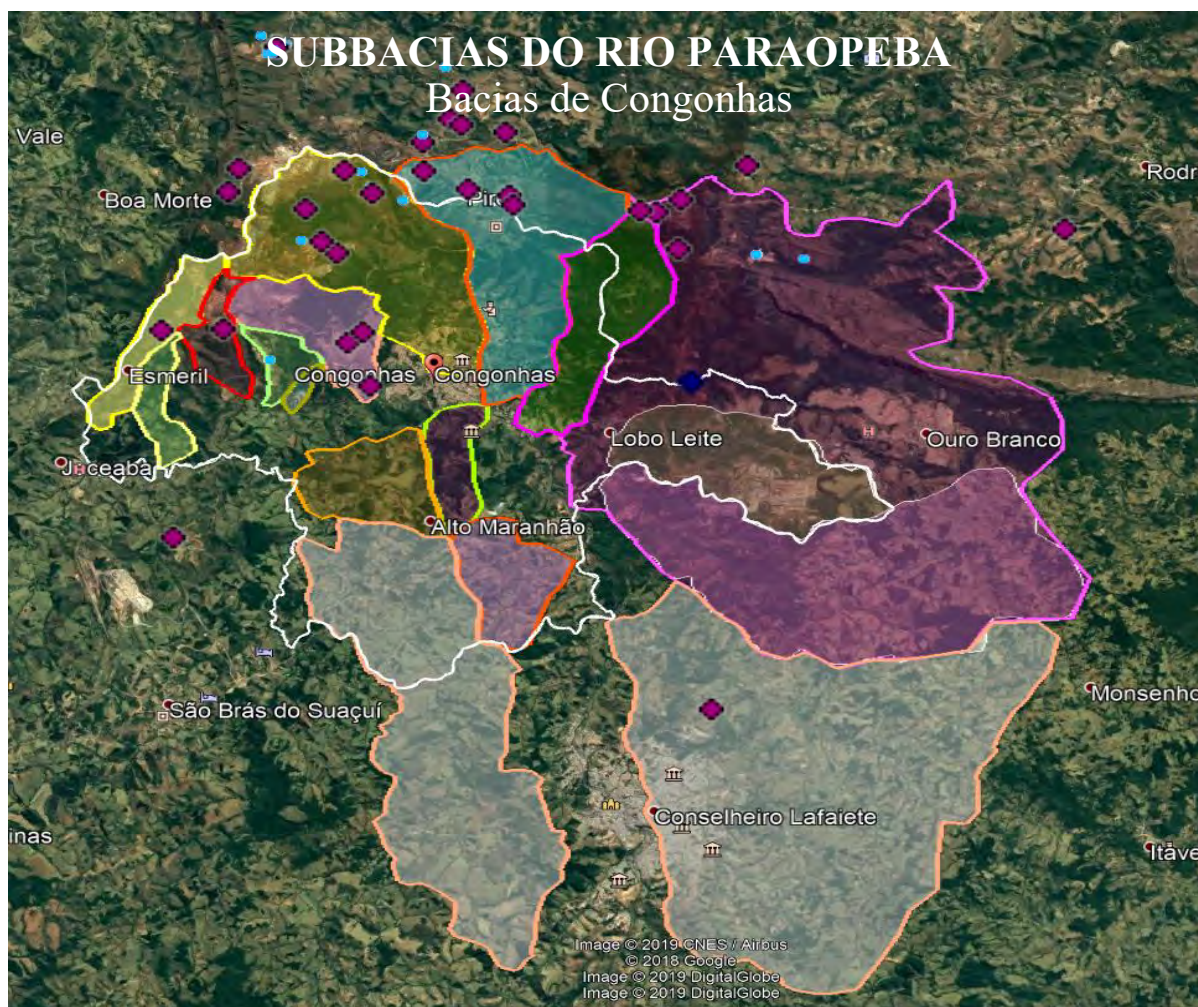 SUBBACIAS DO RIO PARAOPEBA
Bacias de Congonhas
Vale
Rodr
Boa Morte
Esmeril
Congonhas
Congonhas
Lobo Leite
Ouro Branco
Alto Maranhão
São Brás do Suaçuí
Monsenho
Conselheiro Lafaiete
inas
Itave
Image © 2019 CNES / Airbus
© 2018 Google
Image © 2019 DigitalGlobe
Image © 2019 DigitalGlobe